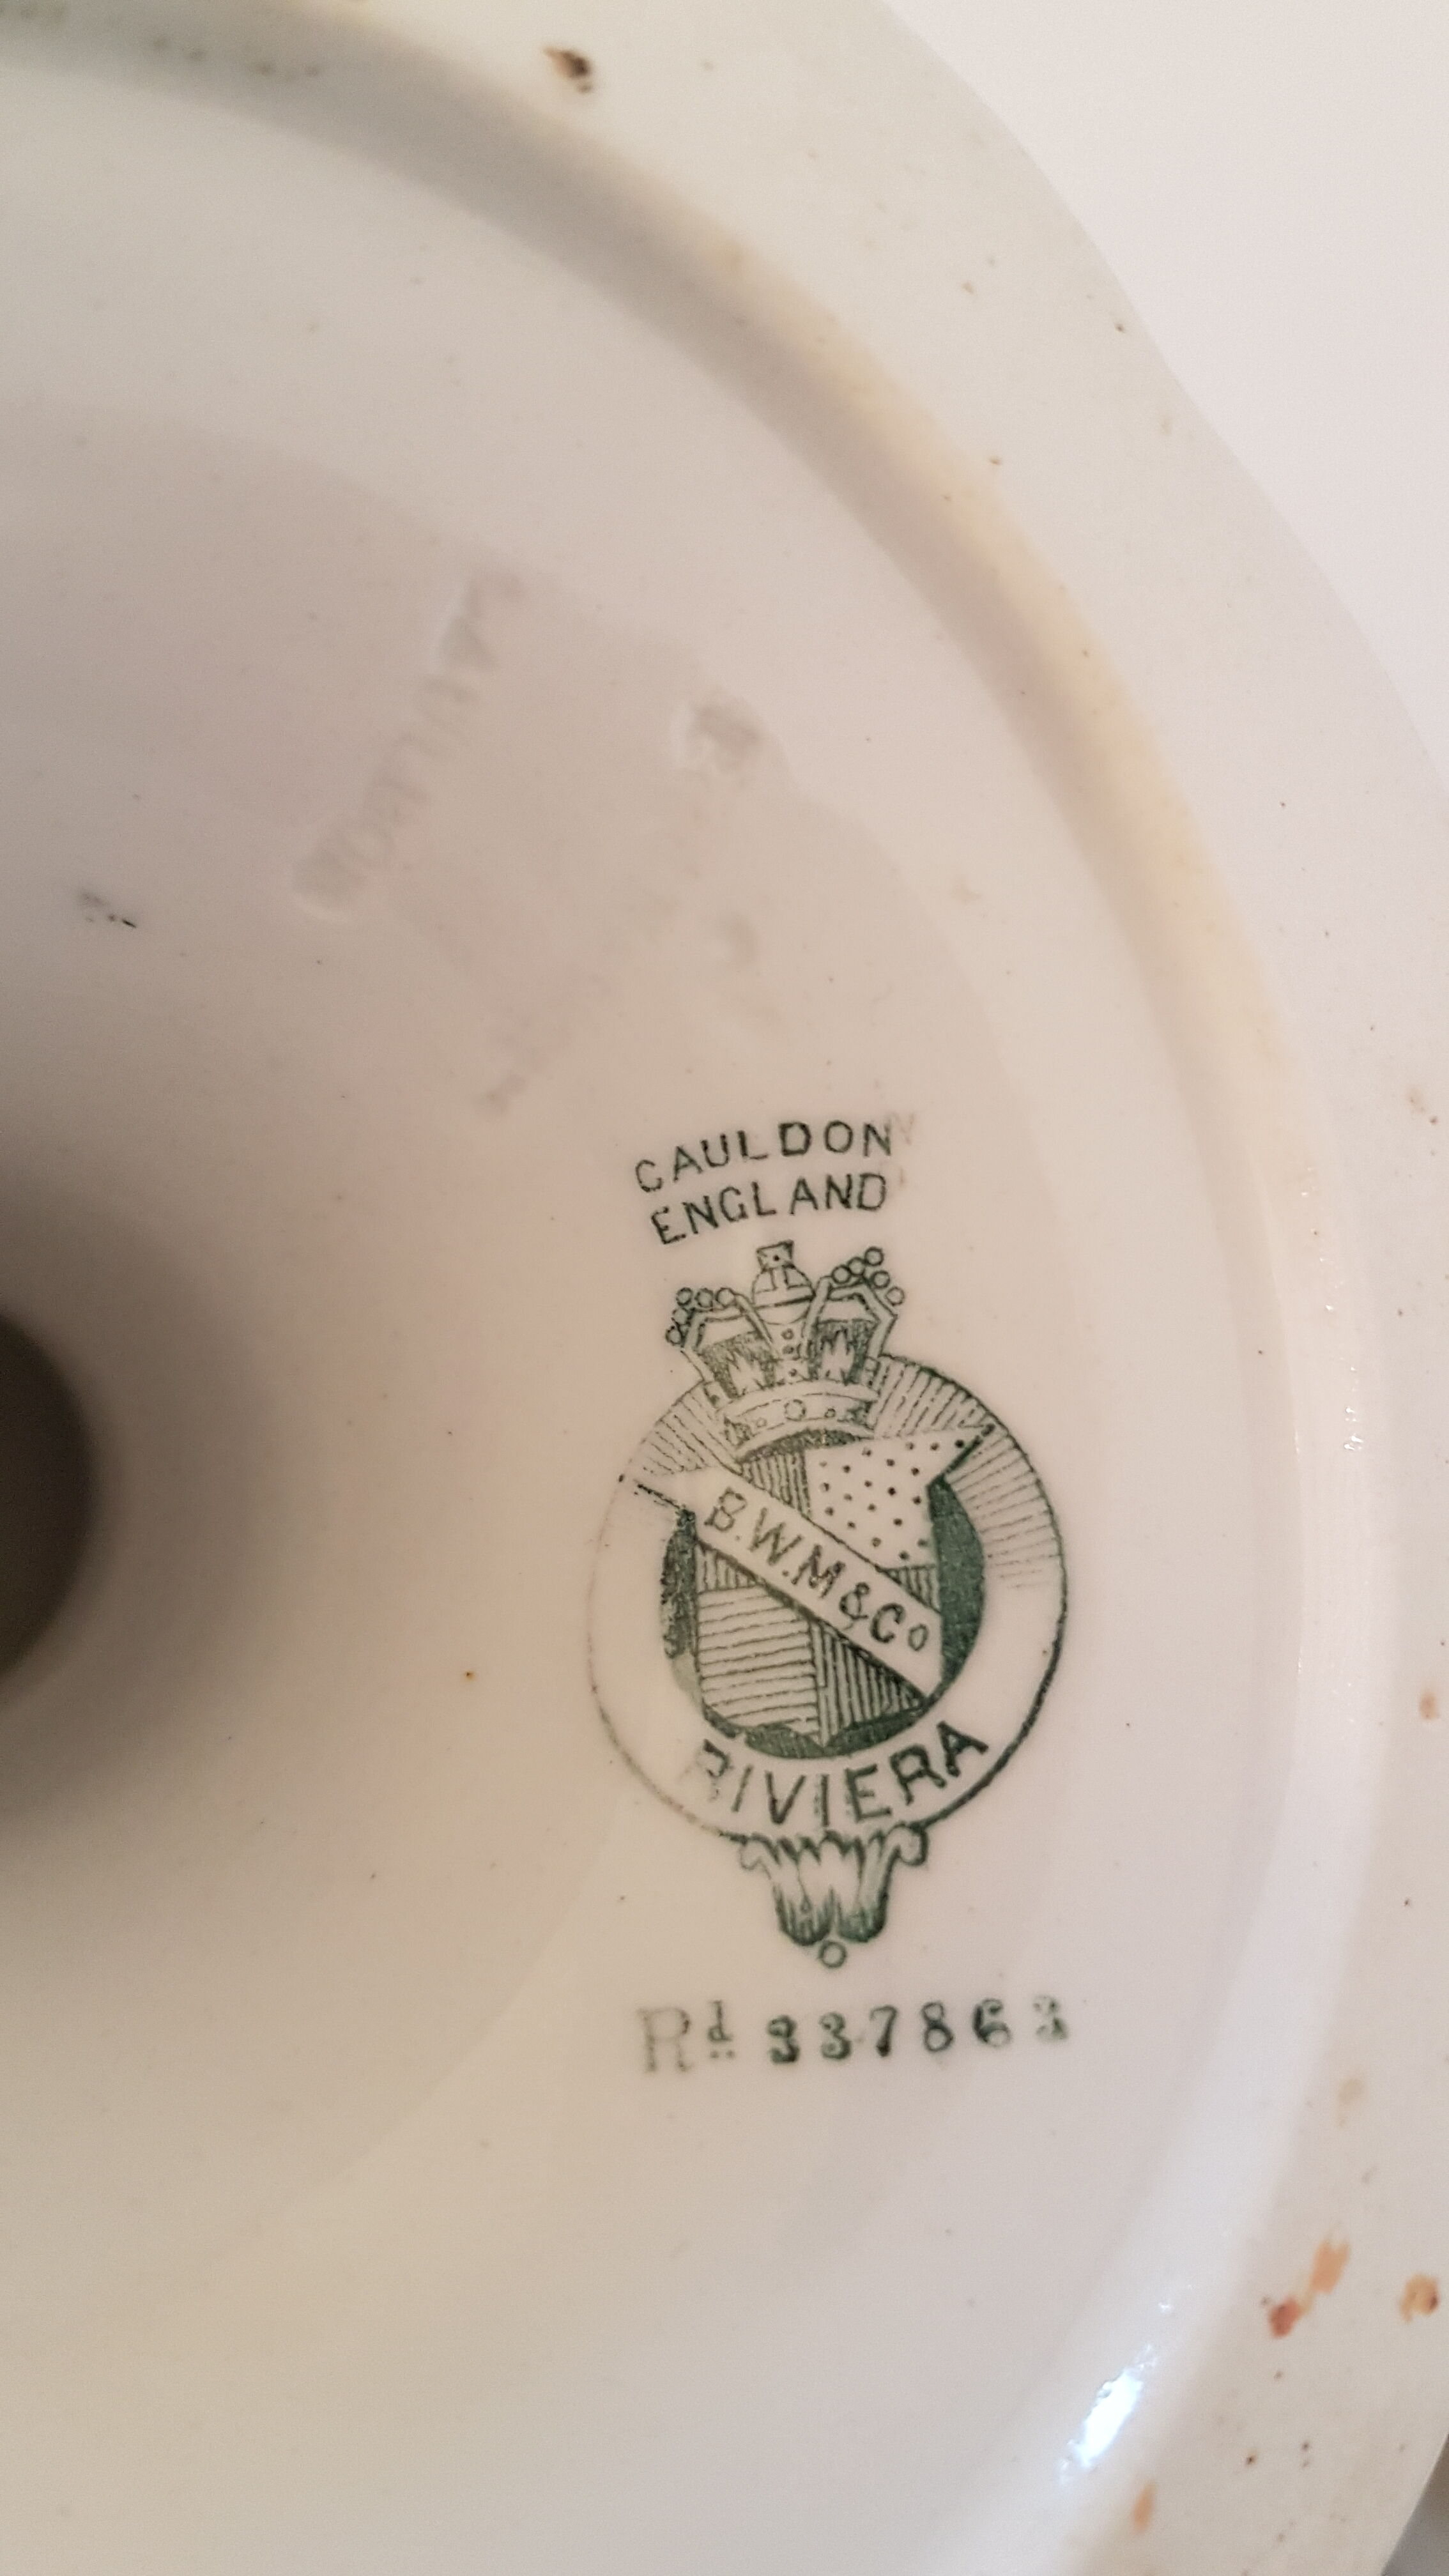 CAULDON
ENGLAND
B.W.M & Co
RIVIERA
Rd 337863